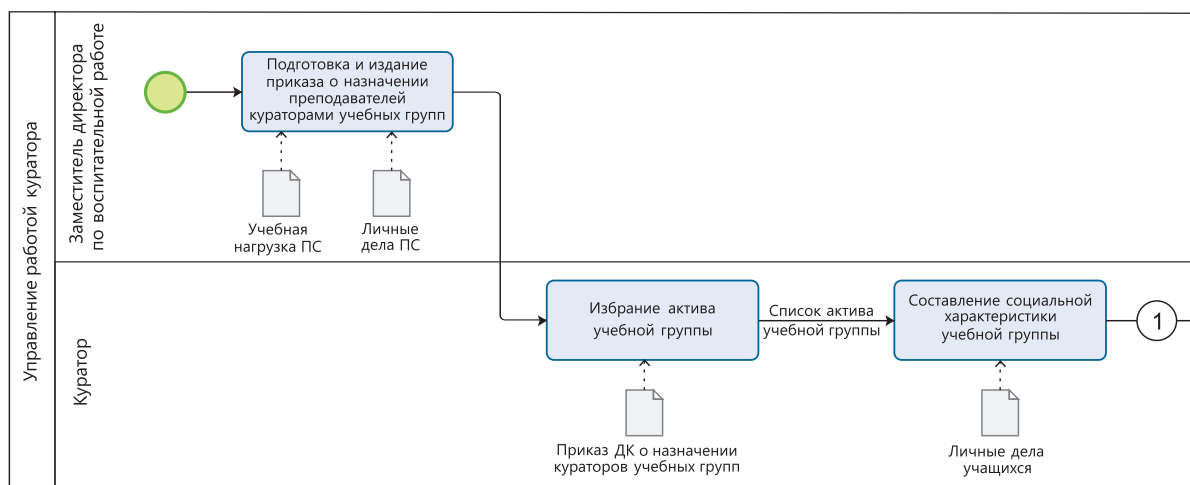 Управление работой куратора
Заместитель директора
по воспитательной работе
Подготовка и издание
приказа о назначении
преподавателей
кураторами учебных групп
Учебная
нагрузка ПС
Личные
дела ПС
Куратор
Избрание актива
учебной группы
Список актива
учебной группы
Составление социальной
характеристики
учебной группы
1
Приказ ДК о назначении
кураторов учебных групп
Личные дела
учащихся